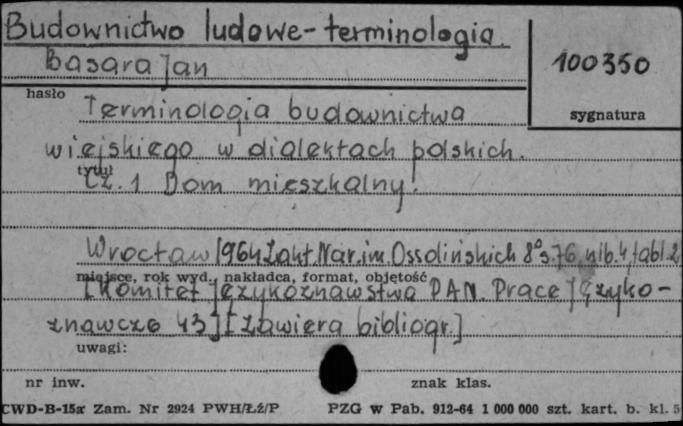 Budownictwo ludowe - terminologia.
Basara Jan
100350
hasło
sygnatura
Terminologia budownictwa
wiejskiego w dialektach polskich.
tytuł
Cz. 1 Dom mieszkalny.
Wrocław 1964 Zakł. Nar. im. Ossolińskich 8° s. 76, nlb. 4, tabl. 2
miejsce, rok wyd., nakładca, format, objętość
[Komitet Językoznawstwa PAN. Prace Języko-
znawcze 43] [Zawiera bibliogr.]
uwagi:
nr inw.
znak klas.
CWD-B-15a Zam. Nr 2924 PWH/Łź/P
PZG w Pab. 912-64 1 000 000 szt. kart. b. kl. 5